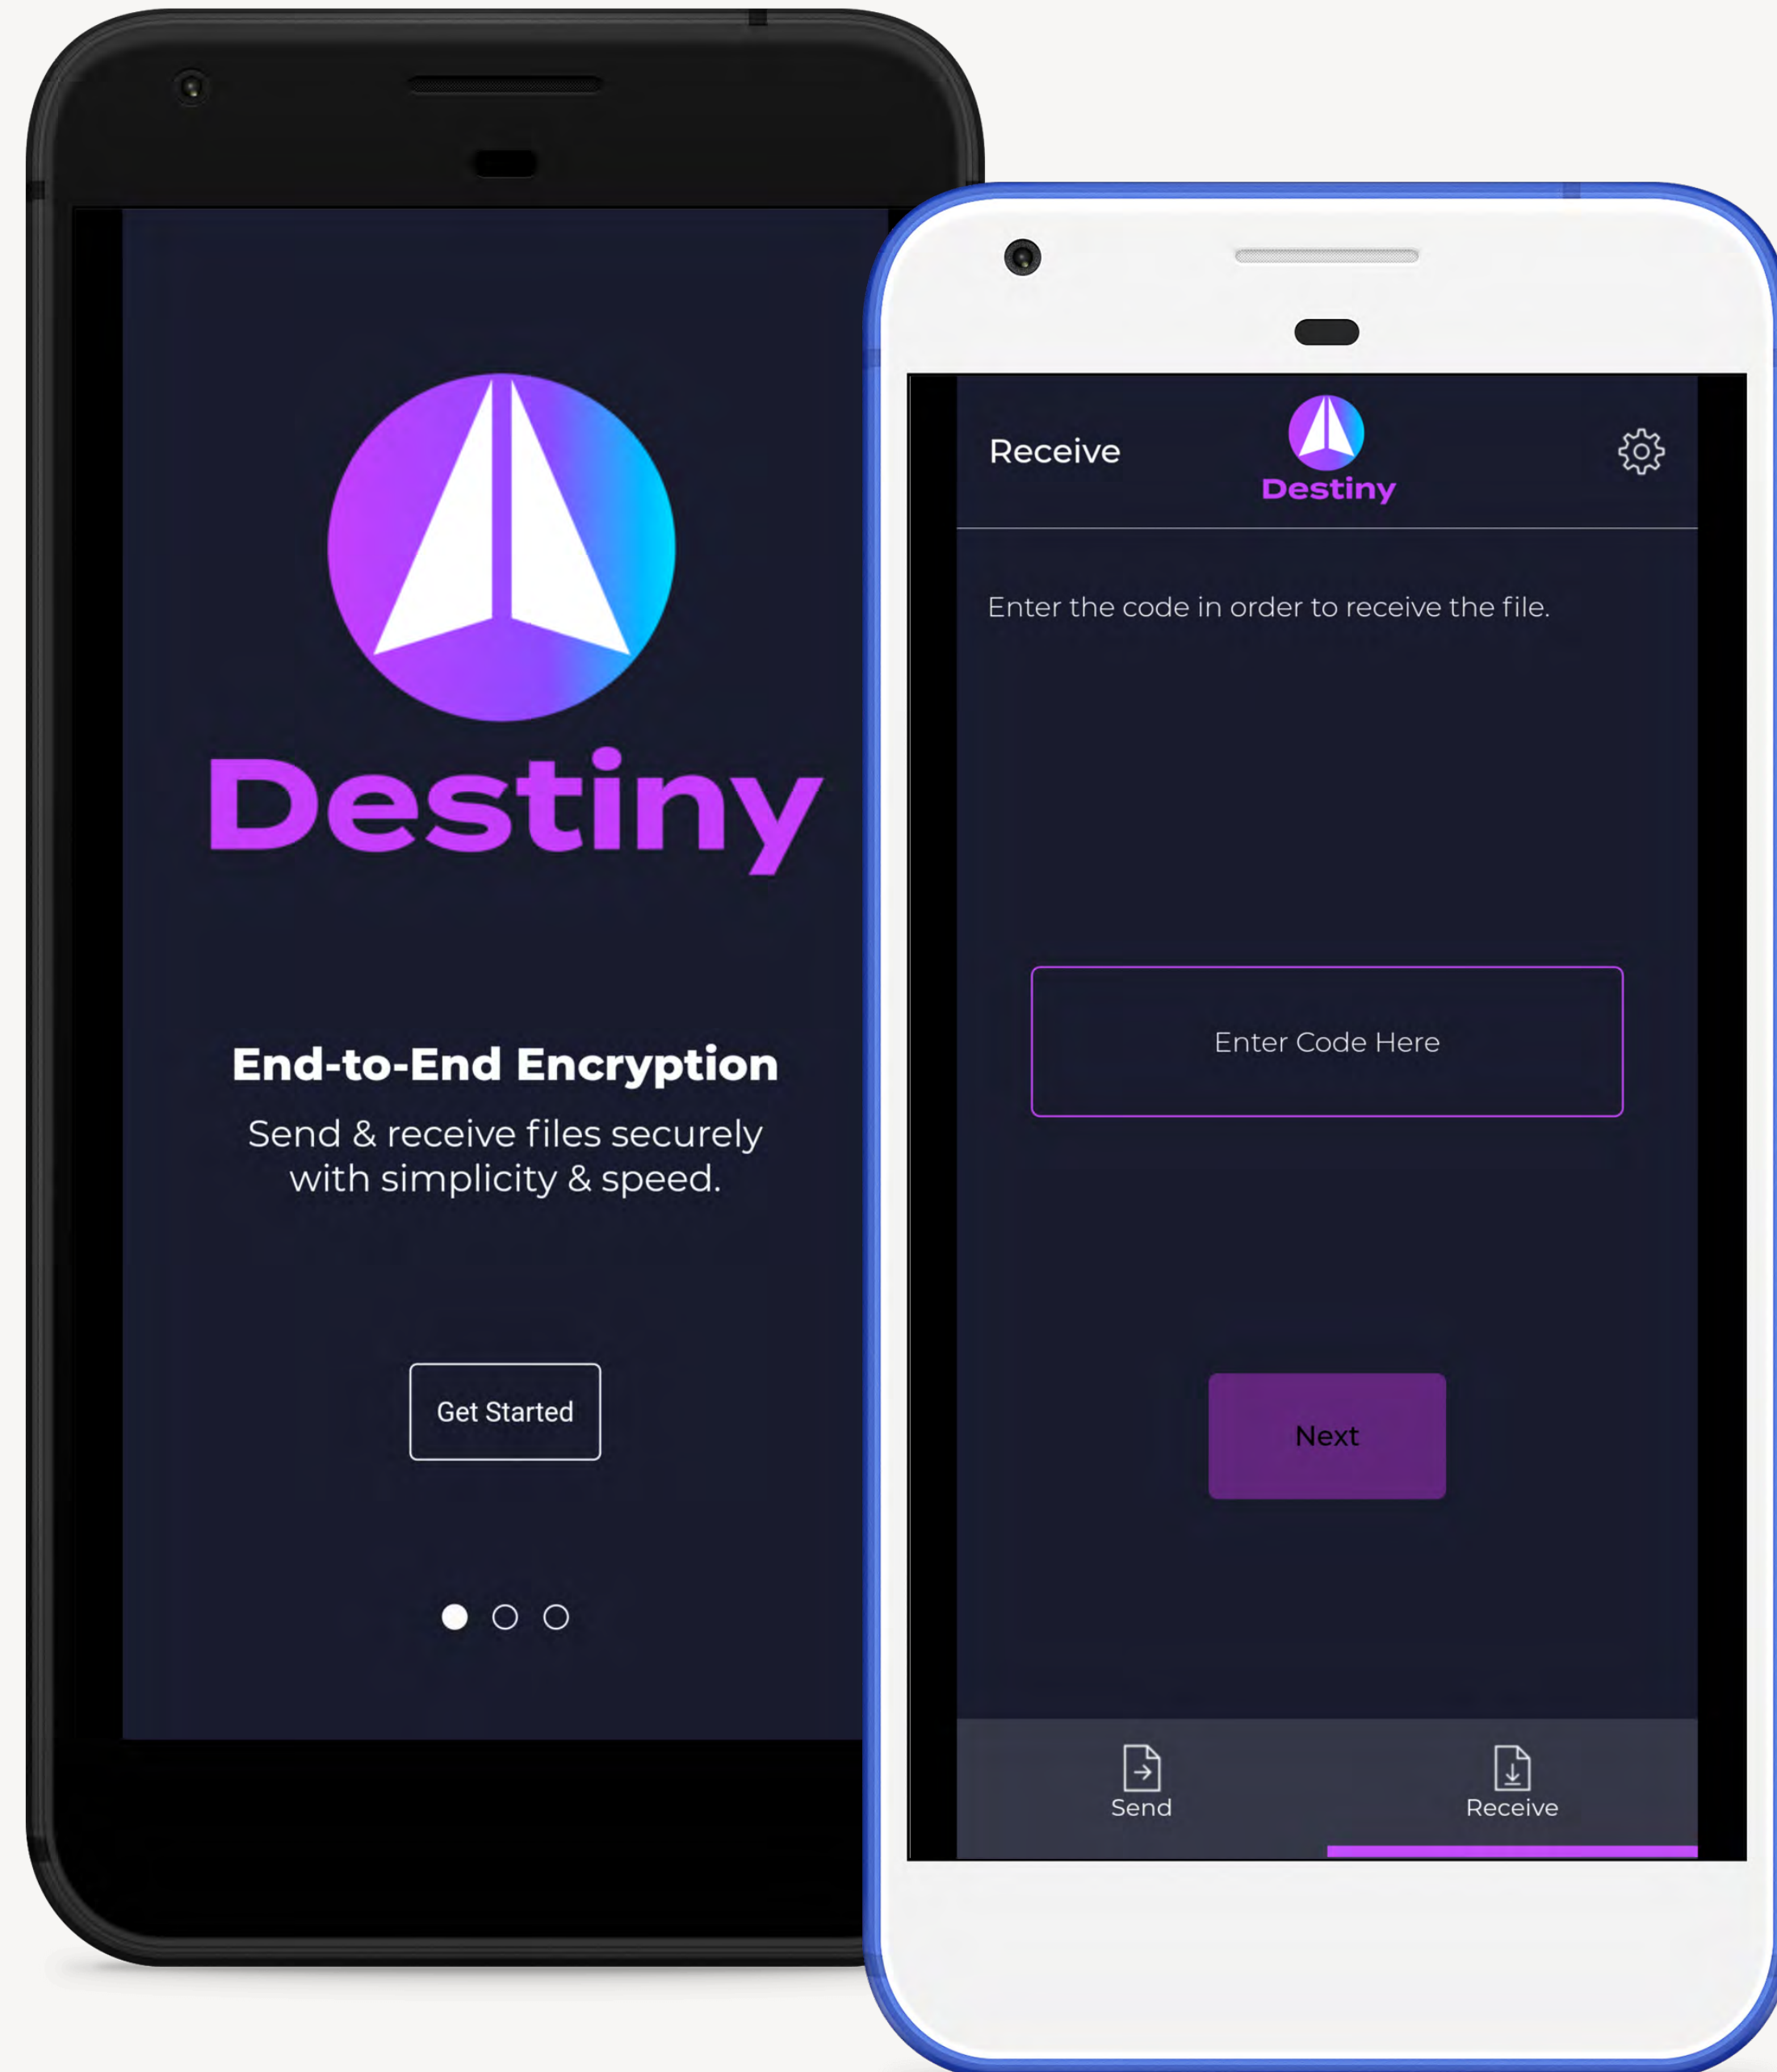 Destiny
End-to-End Encryption
Send & receive files securely
with simplicity & speed.
Get Started
Receive
Destiny
Enter the code in order to receive the file.
Enter Code Here
Next
Send
Receive